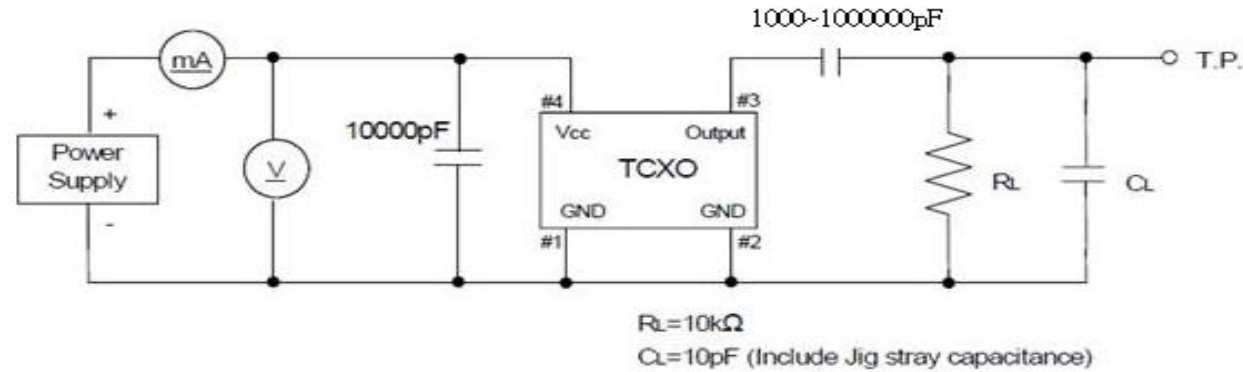 1000~1000000pF
mA
T.P.
+
#4
#3
10000pF
Vcc
Output
Power
Supply
V
TCXO
RL
CL
GND
GND
-
#1
#2
RL=10kΩ
CL=10pF (Include Jig stray capacitance)